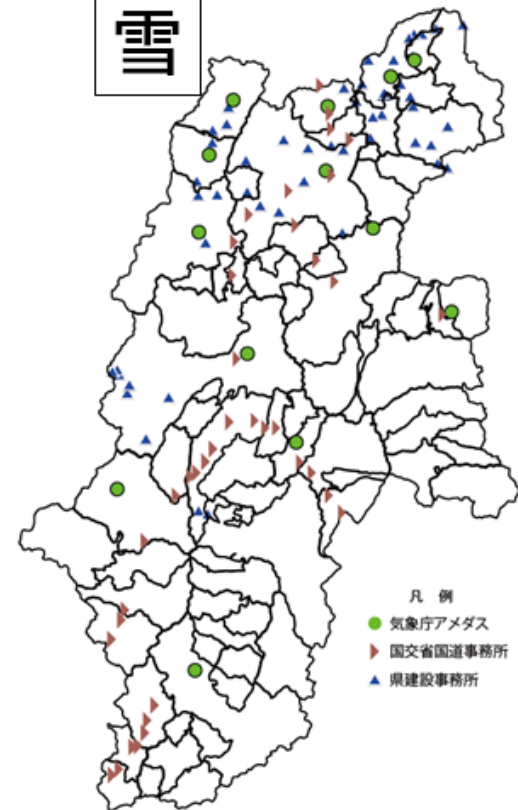 雪
凡 例
気象庁アメダス
国交省国道事務所
県建設事務所